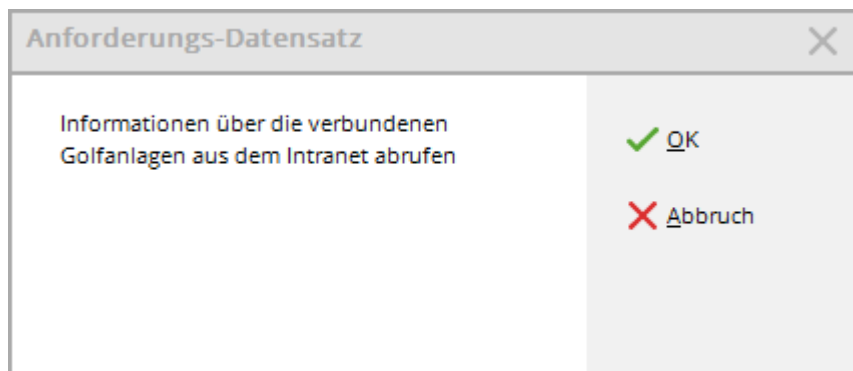 Anforderungs-Datensatz
Informationen über die verbundenen
Golfanlagen aus dem Intranet abrufen
OK
Abbruch